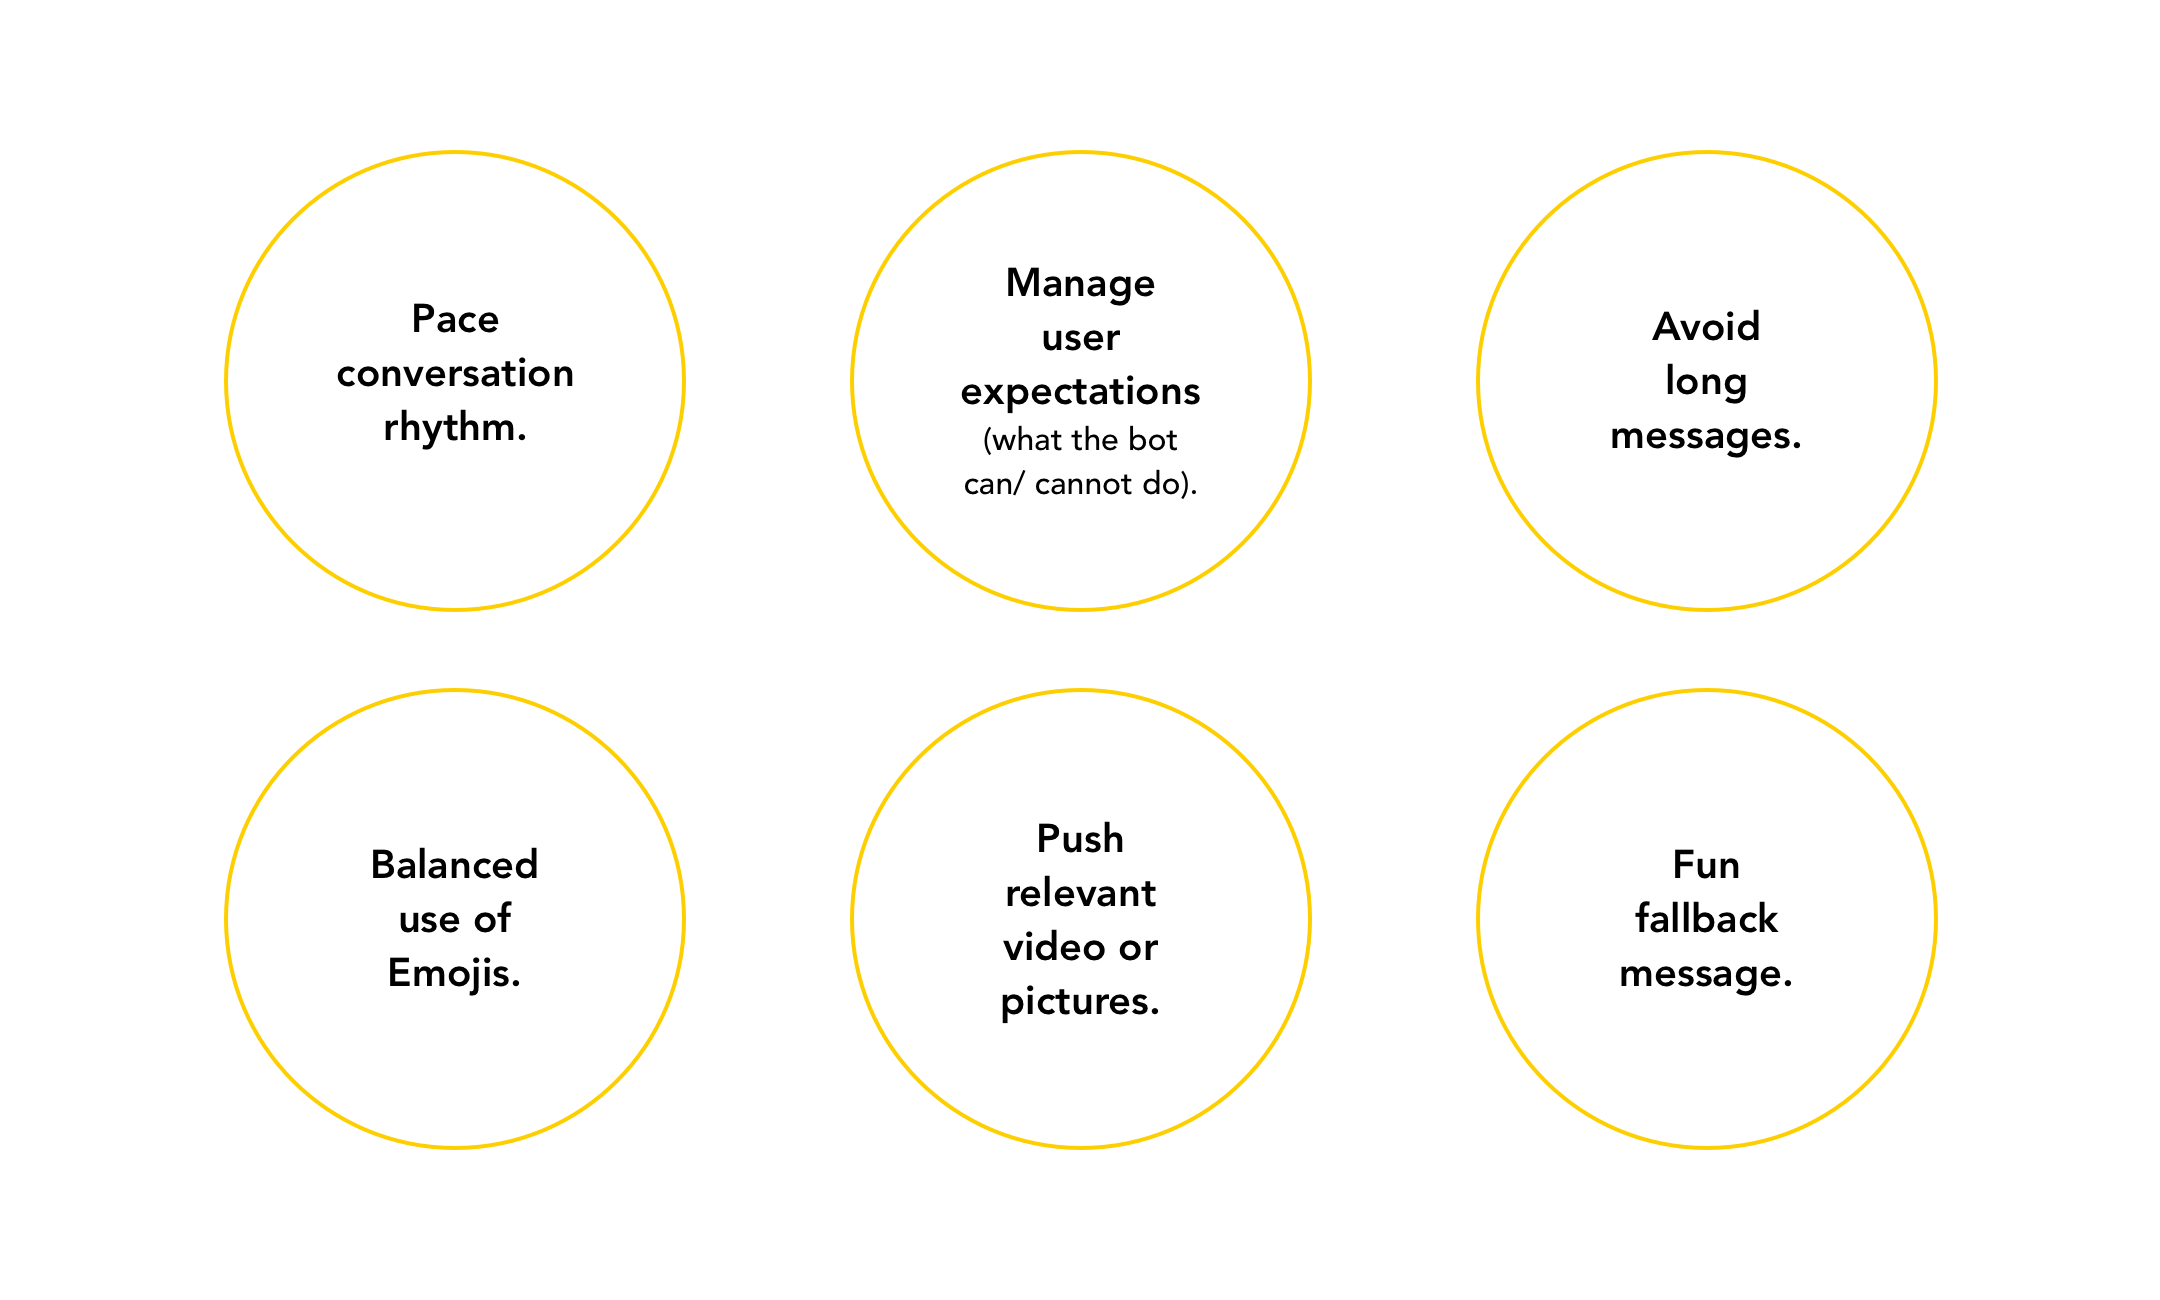 Pace
conversation
rhythm.
Manage
user
expectations
(what the bot
can/ cannot do).
Avoid
long
messages.
Balanced
use of
Emojis.
Push
relevant
video or
pictures.
Fun
fallback
message.